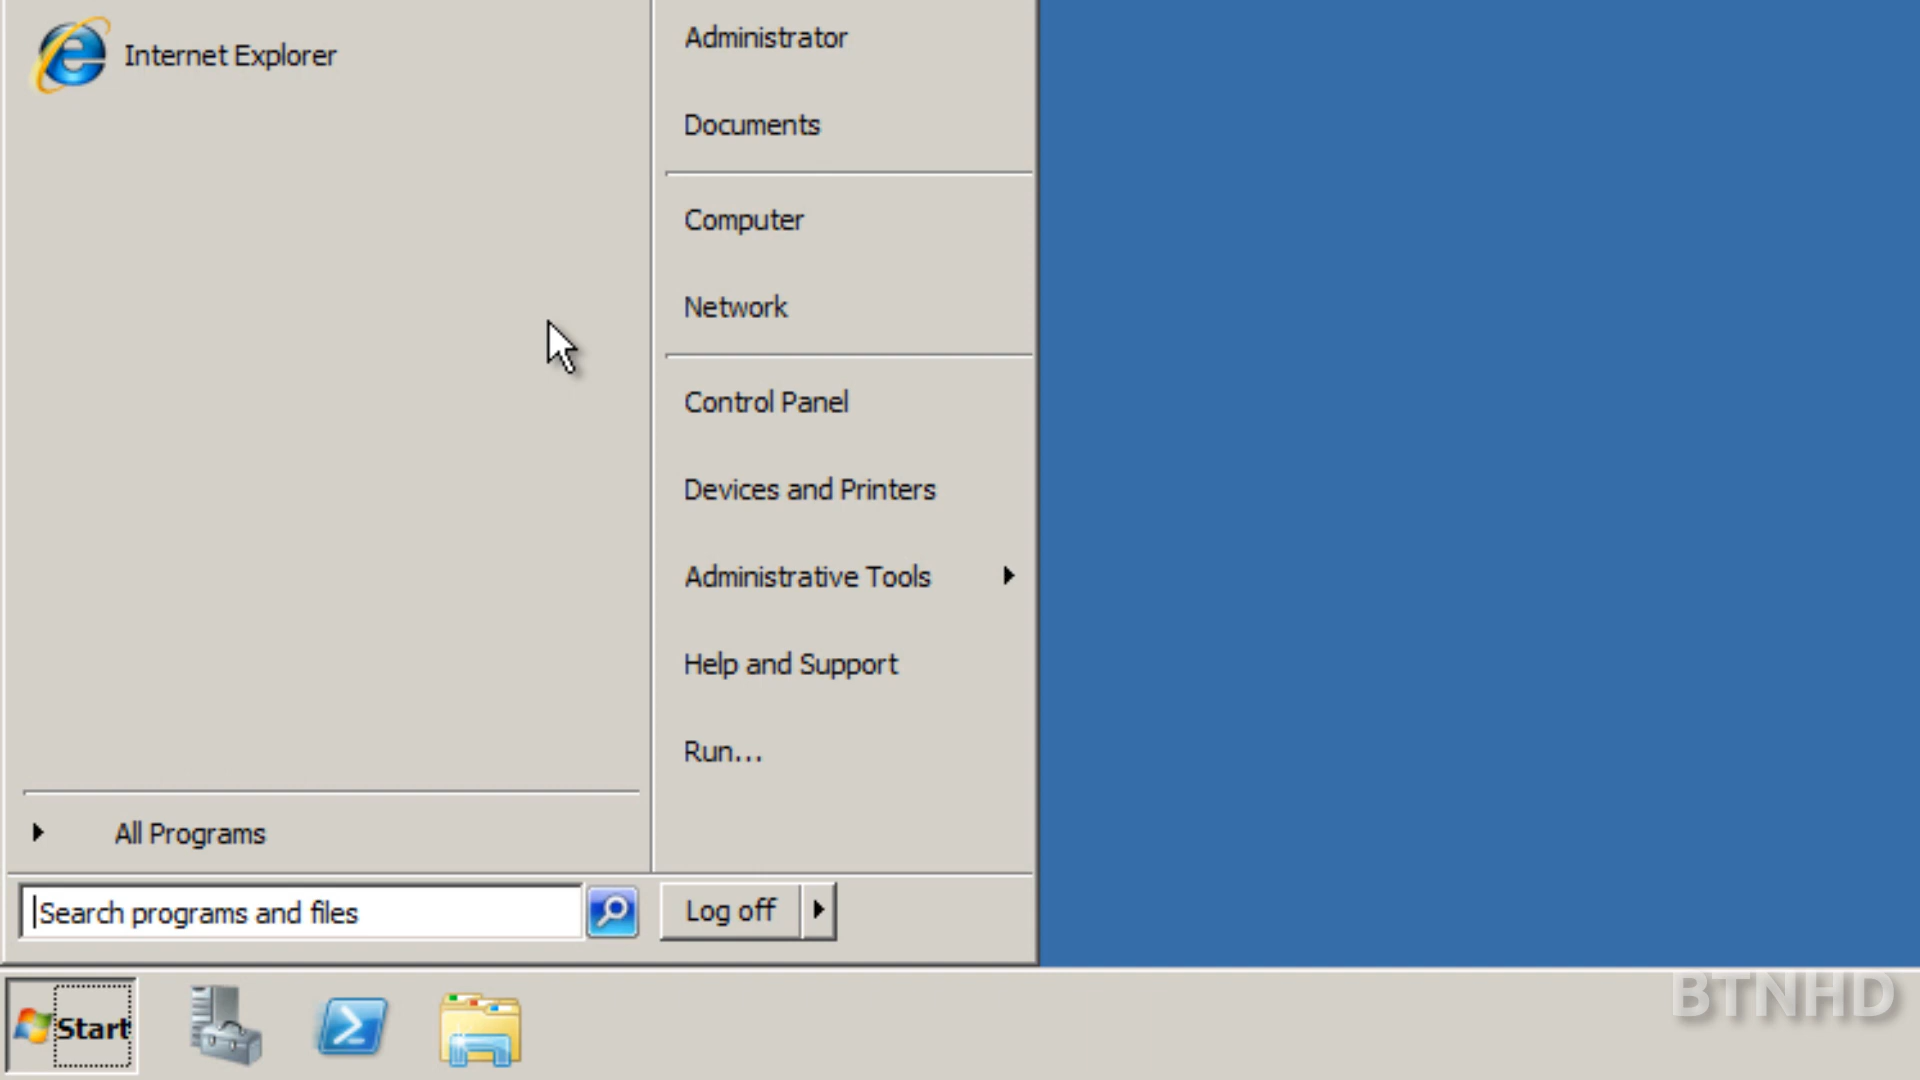 Internet Explorer
Administrator
Documents
Computer
Network
Control Panel
Devices and Printers
Administrative Tools
Help and Support
Run...
All Programs
Search programs and files
Log off
Start
BTNHD